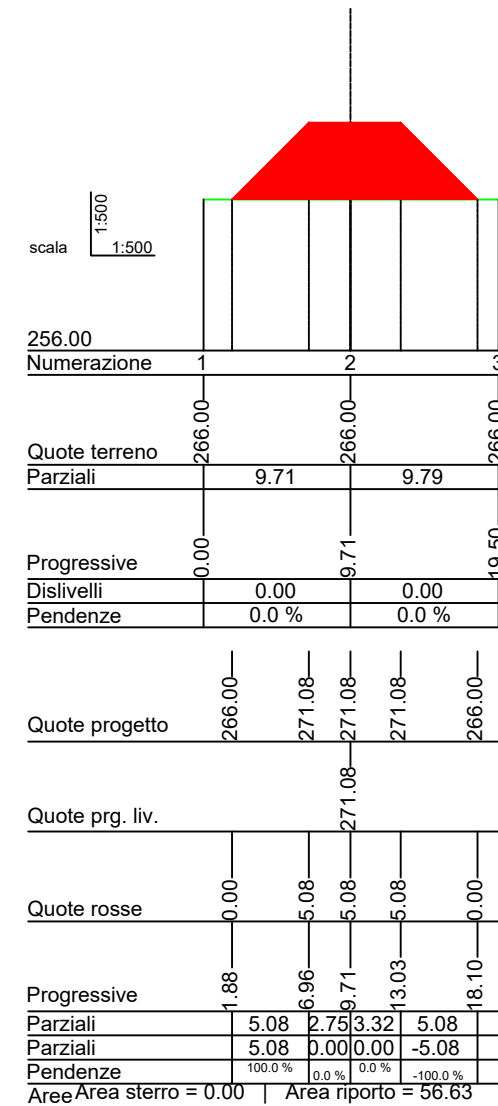 1:500
scala 1:500
256.00
Numerazione 1 2 3
Quote terreno 266.00 266.00 266.00
Parziali 9.71 9.79
Progressive 0.00 9.71 19.50
Dislivelli 0.00 0.00
Pendenze 0.0 % 0.0 %
Quote progetto 266.00 271.08 271.08 271.08 266.00
Quote prg. liv. 271.08
Quote rosse 0.00 5.08 5.08 5.08 0.00
Progressive 1.88 6.96 9.71 13.03 18.10
Parziali 5.08 2.75 3.32 5.08
Parziali 5.08 0.00 0.00 -5.08
Pendenze 100.0 % 0.0 % 0.0 % -100.0 %
Aree Area sterro = 0.00 | Area riporto = 56.63